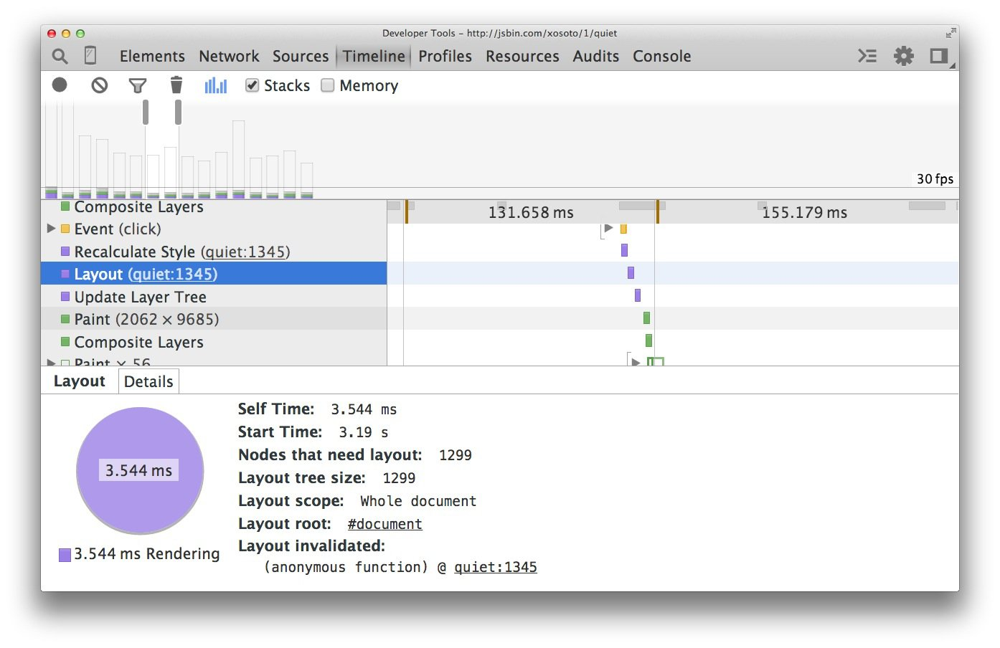 Developer Tools - http://jsbin.com/xosoto/1/quiet
Elements Network Sources Timeline Profiles Resources Audits Console
Stacks Memory
30 fps
Composite Layers
131.658 ms 155.179 ms
Event (click)
Recalculate Style (quiet:1345)
Layout (quiet:1345)
Update Layer Tree
Paint (2062 × 9685)
Composite Layers
Paint × 56
Layout Details
Self Time: 3.544 ms
Start Time: 3.19 s
Nodes that need layout: 1299
3.544 ms
Layout tree size: 1299
Layout scope: Whole document
Layout root: #document
Layout invalidated:
3.544 ms Rendering
(anonymous function) @ quiet:1345